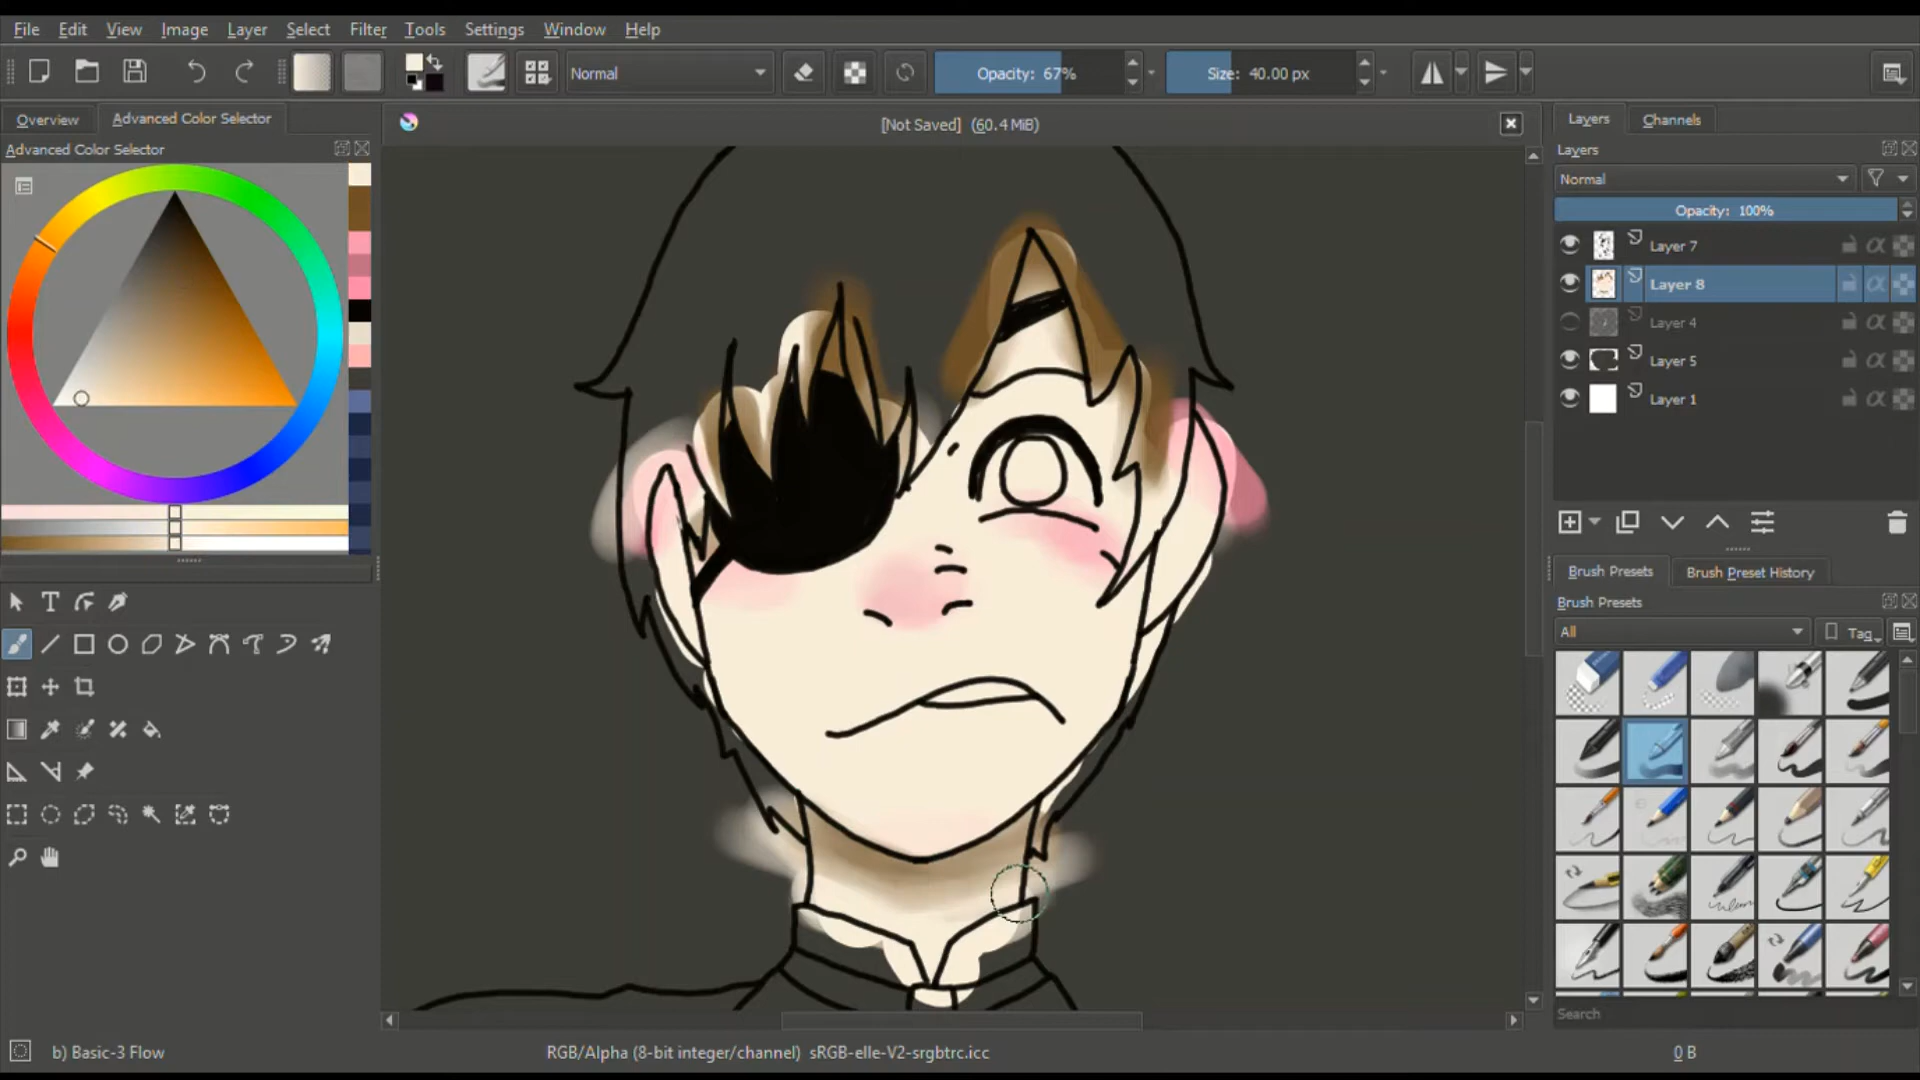 File Edit View Image Layer Select Filter Tools Settings Window Help
Normal Opacity: 67% Size: 40.00 px
Overview Advanced Color Selector
[Not Saved] (60.4 MiB)
Layers Channels
Advanced Color Selector
Layers
Normal
Opacity: 100%
Layer 7
Layer 8
Layer 4
Layer 5
Layer 1
Brush Presets Brush Preset History
Brush Presets
All Tag
Search
b) Basic-3 Flow
RGB/Alpha (8-bit integer/channel) sRGB-elle-V2-srgbtrc.icc
0 B